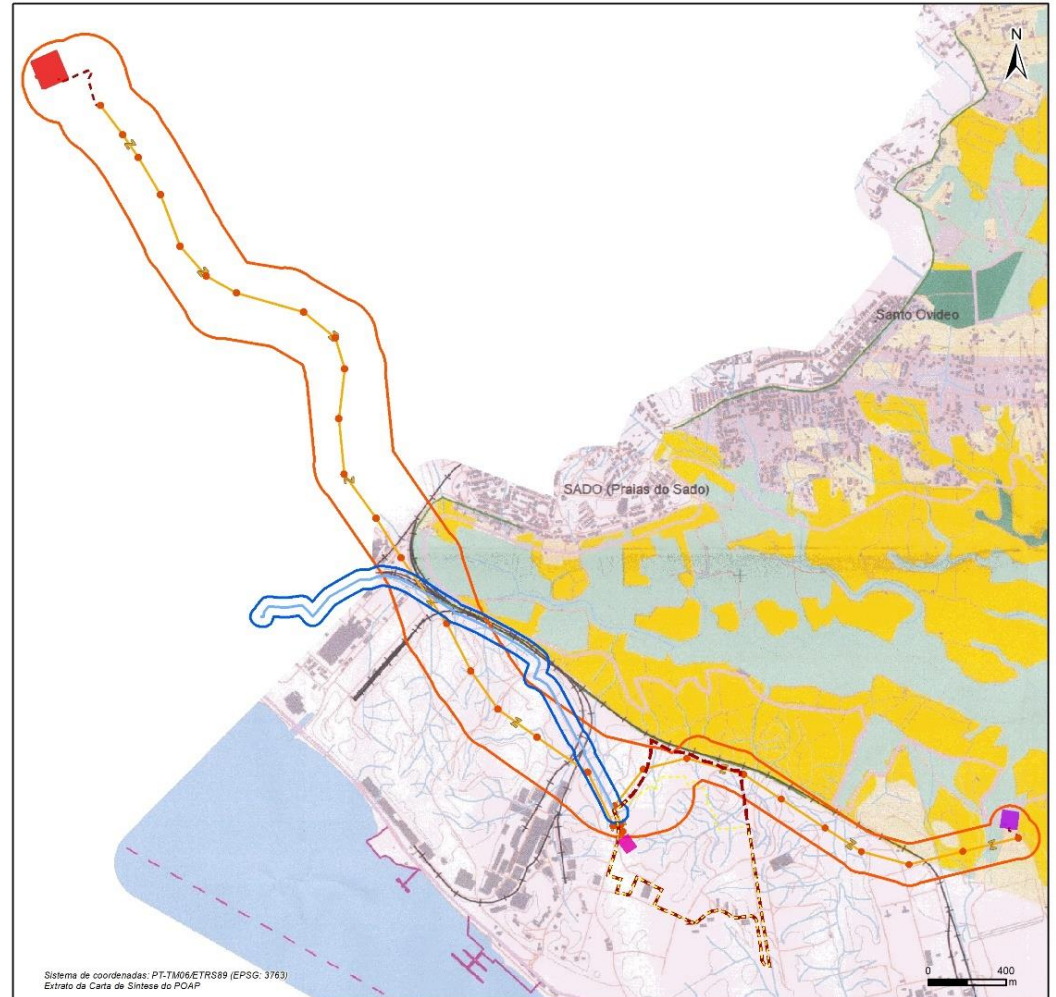 N
Santo Ovideo
SADO (Praias do Sado)
0 400
m
Sistema de coordenadas: PT-TM06/ETRS89 (EPSG: 3763)
Extrato da Carta de Síntese do POAP